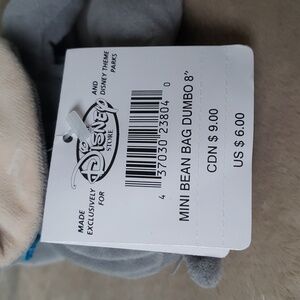 MADE
EXCLUSIVELY
FOR
Disney
STORE
AND
DISNEY THEME
PARKS
4 37030 23804 0
MINI BEAN BAG DUMBO 8"
CDN $ 9.00
US $ 6.00